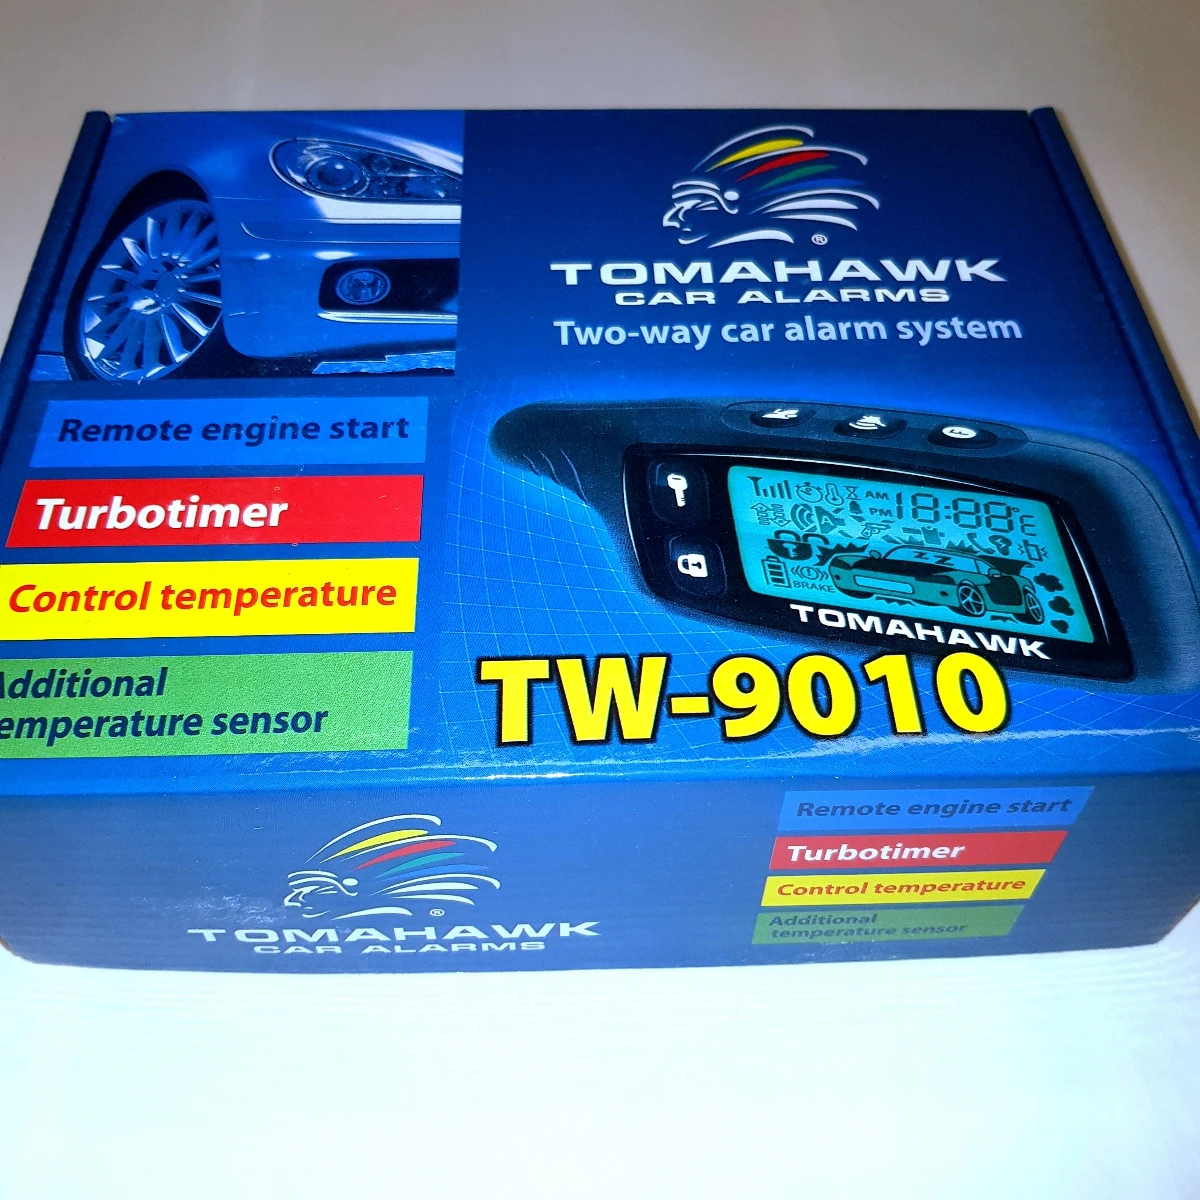 ®
TOMAHAWK
CAR ALARMS
Two-way car alarm system
Remote engine start
Turbotimer
Control temperature
Additional
temperature sensor
AM
PM
18:88°F
A
ZZ
BRAKE
TOMAHAWK
TW-9010
®
TOMAHAWK
CAR ALARMS
Remote engine start
Turbotimer
Control temperature
Additional
temperature sensor